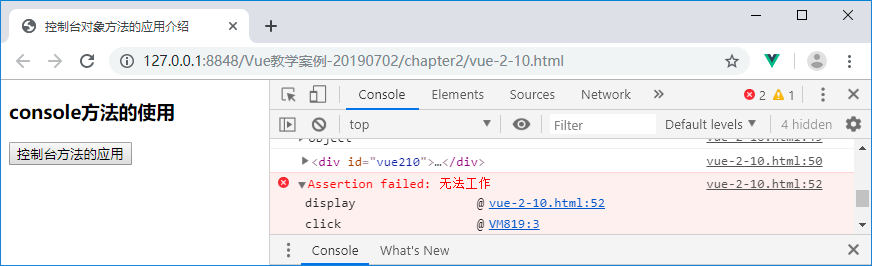 控制台对象方法的应用介绍
127.0.0.1:8848/Vue教学案例-20190702/chapter2/vue-2-10.html
console方法的使用
控制台方法的应用
Console Elements Sources Network 2 1
top Filter Default levels 4 hidden
<div id="vue210">…</div> vue-2-10.html:50
Assertion failed: 无法工作 vue-2-10.html:52
display @ vue-2-10.html:52
click @ VM819:3
Console What's New